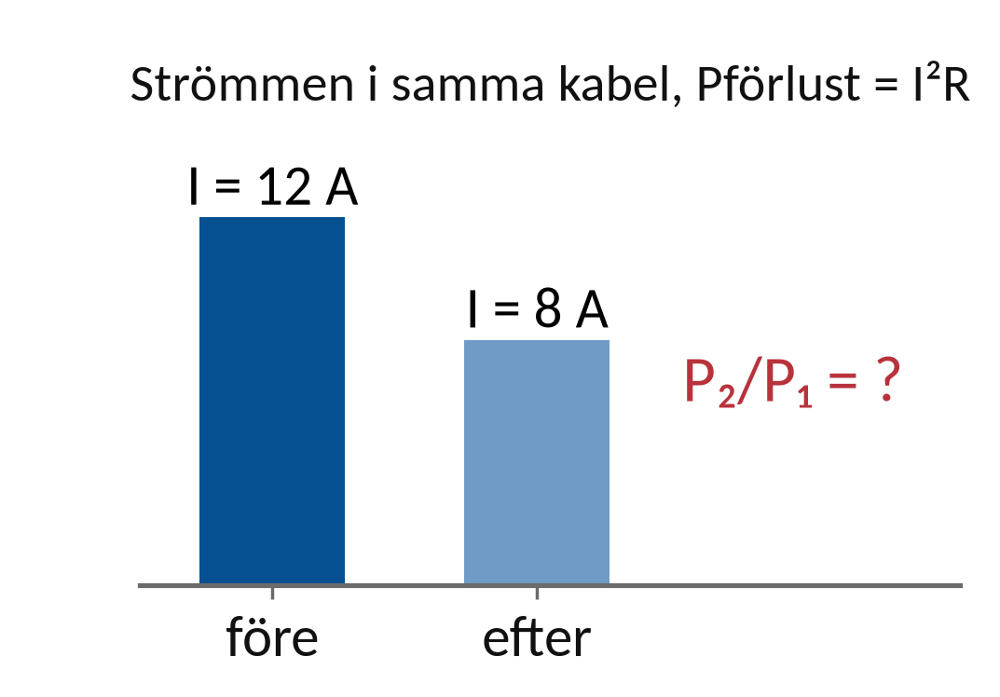 Strömmen i samma kabel, Pförlust = I²R
I = 12 A
I = 8 A
P₂/P₁ = ?
före
efter